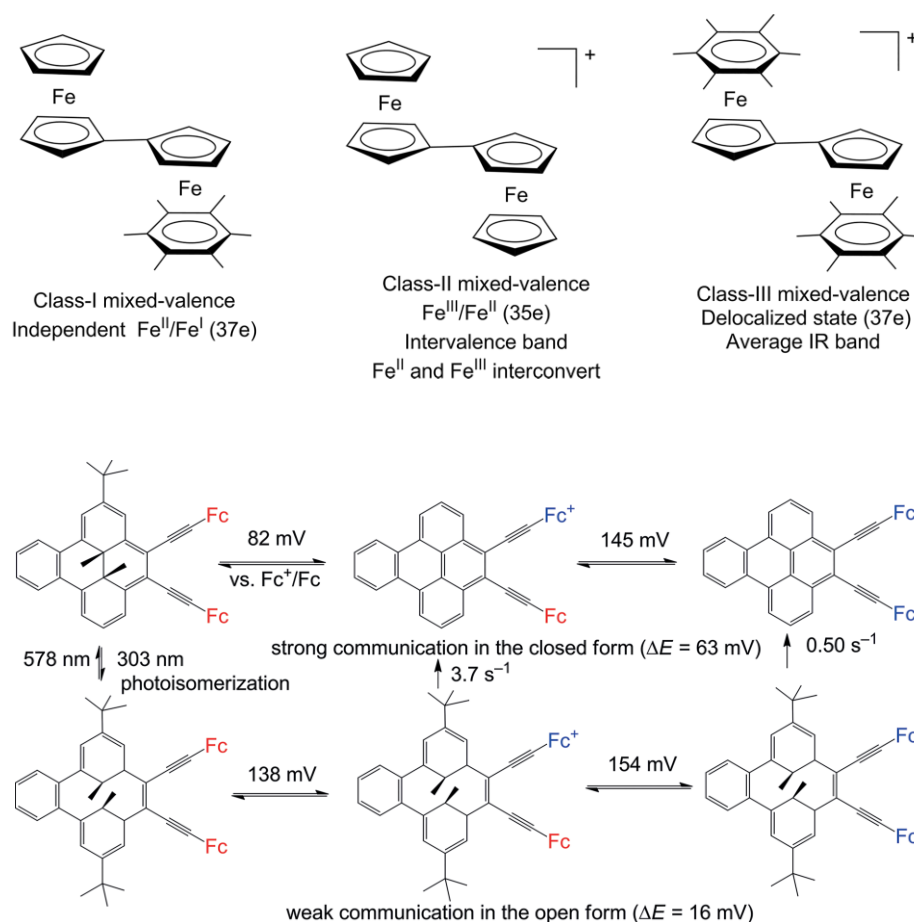 Fe
Fe
Class-I mixed-valence
Independent Fe^II/Fe^I (37e)
+
Fe
Fe
Class-II mixed-valence
Fe^III/Fe^II (35e)
Intervalence band
Fe^II and Fe^III interconvert
+
Fe
Fe
Class-III mixed-valence
Delocalized state (37e)
Average IR band
Fc
Fc
82 mV
vs. Fc⁺/Fc
Fc⁺
Fc
145 mV
Fc
Fc
strong communication in the closed form (ΔE = 63 mV)
578 nm
303 nm
photoisomerization
3.7 s⁻¹
0.50 s⁻¹
Fc
Fc
138 mV
Fc⁺
Fc
154 mV
Fc
Fc
weak communication in the open form (ΔE = 16 mV)